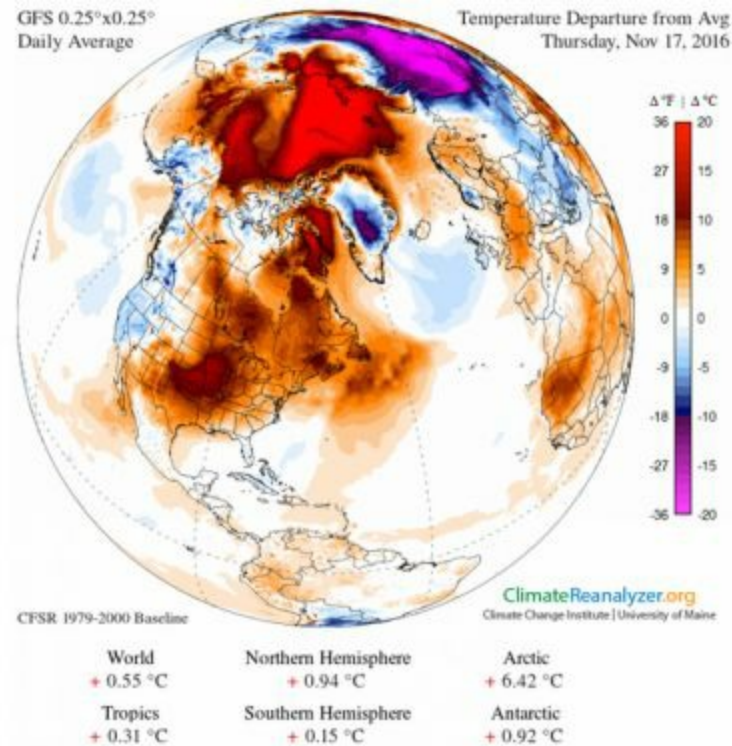 GFS 0.25°x0.25°
Daily Average
Temperature Departure from Avg
Thursday, Nov 17, 2016
Δ °F | Δ °C
36 20
27 15
18 10
9 5
0 0
-9 -5
-18 -10
-27 -15
-36 -20
ClimateReanalyzer.org
Climate Change Institute | University of Maine
CFSR 1979-2000 Baseline
World Northern Hemisphere Arctic
+ 0.55 °C + 0.94 °C + 6.42 °C
Tropics Southern Hemisphere Antarctic
+ 0.31 °C + 0.15 °C + 0.92 °C